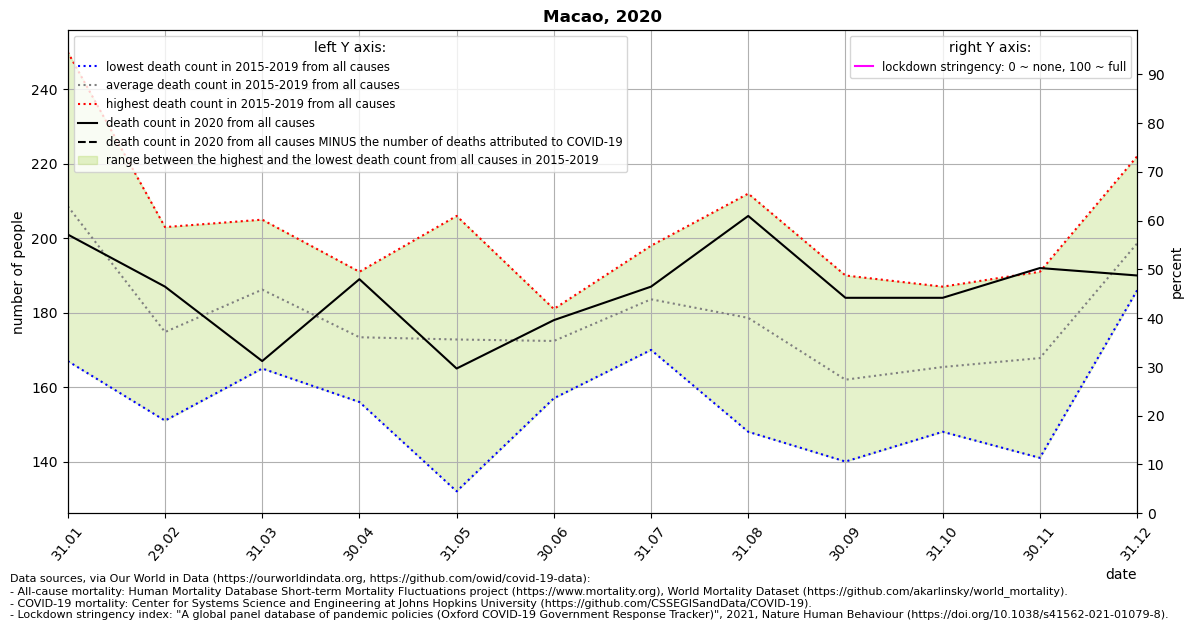 Macao, 2020
left Y axis:
lowest death count in 2015-2019 from all causes
average death count in 2015-2019 from all causes
highest death count in 2015-2019 from all causes
death count in 2020 from all causes
death count in 2020 from all causes MINUS the number of deaths attributed to COVID-19
range between the highest and the lowest death count from all causes in 2015-2019
right Y axis:
lockdown stringency: 0 ~ none, 100 ~ full
number of people
240
220
200
180
160
140
percent
90
80
70
60
50
40
30
20
10
0
31.01
29.02
31.03
30.04
31.05
30.06
31.07
31.08
30.09
31.10
30.11
31.12
date
Data sources, via Our World in Data (https://ourworldindata.org, https://github.com/owid/covid-19-data):
- All-cause mortality: Human Mortality Database Short-term Mortality Fluctuations project (https://www.mortality.org), World Mortality Dataset (https://github.com/akarlinsky/world_mortality).
- COVID-19 mortality: Center for Systems Science and Engineering at Johns Hopkins University (https://github.com/CSSEGISandData/COVID-19).
- Lockdown stringency index: "A global panel database of pandemic policies (Oxford COVID-19 Government Response Tracker)", 2021, Nature Human Behaviour (https://doi.org/10.1038/s41562-021-01079-8).